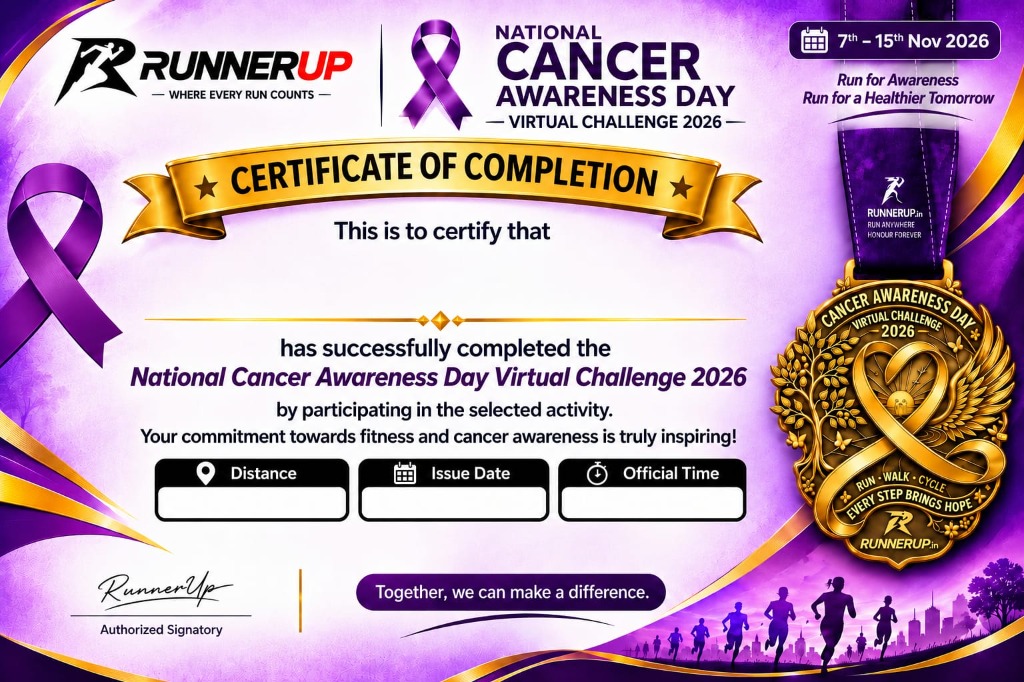 RUNNERUP
— WHERE EVERY RUN COUNTS —
NATIONAL
CANCER
AWARENESS DAY
— VIRTUAL CHALLENGE 2026 —
7th – 15th Nov 2026
Run for Awareness
Run for a Healthier Tomorrow
CERTIFICATE OF COMPLETION
This is to certify that
has successfully completed the
National Cancer Awareness Day Virtual Challenge 2026
by participating in the selected activity.
Your commitment towards fitness and cancer awareness is truly inspiring!
Distance
Issue Date
Official Time
RunnerUp
Authorized Signatory
Together, we can make a difference.
RUNNERUP.in
RUN ANYWHERE
HONOUR FOREVER
CANCER AWARENESS DAY
VIRTUAL CHALLENGE
- 2026 -
RUN • WALK • CYCLE
EVERY STEP BRINGS HOPE
RUNNERUP.in